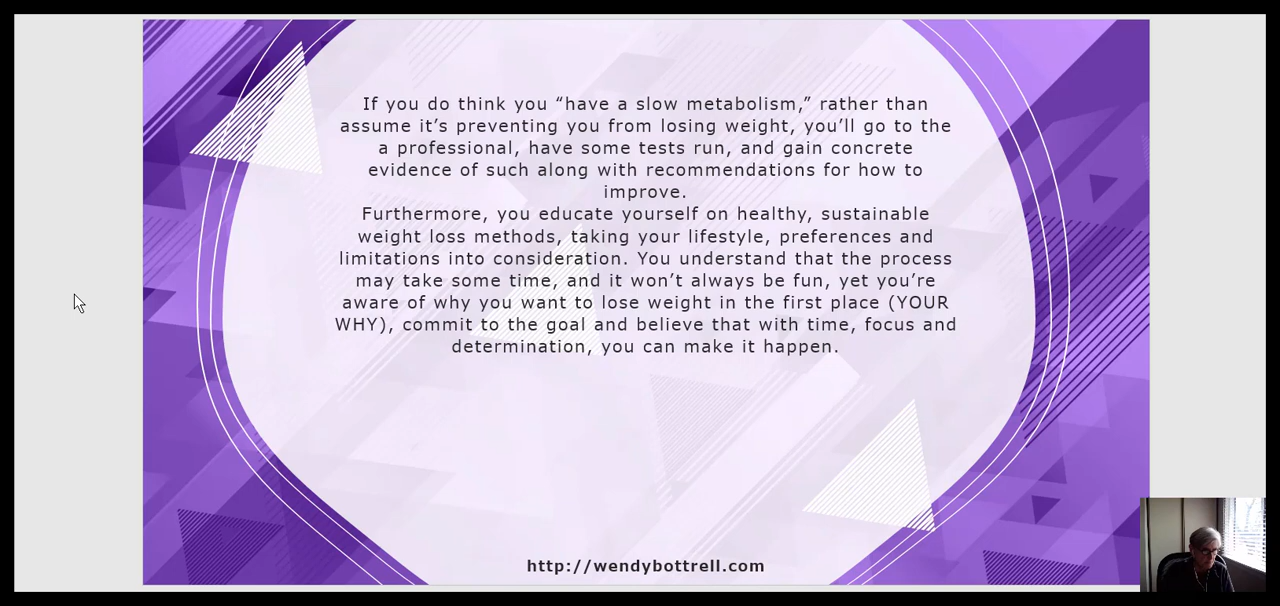 If you do think you “have a slow metabolism,” rather than
assume it’s preventing you from losing weight, you’ll go to the
a professional, have some tests run, and gain concrete
evidence of such along with recommendations for how to
improve.
Furthermore, you educate yourself on healthy, sustainable
weight loss methods, taking your lifestyle, preferences and
limitations into consideration. You understand that the process
may take some time, and it won’t always be fun, yet you’re
aware of why you want to lose weight in the first place (YOUR
WHY), commit to the goal and believe that with time, focus and
determination, you can make it happen.
http://wendybottrell.com